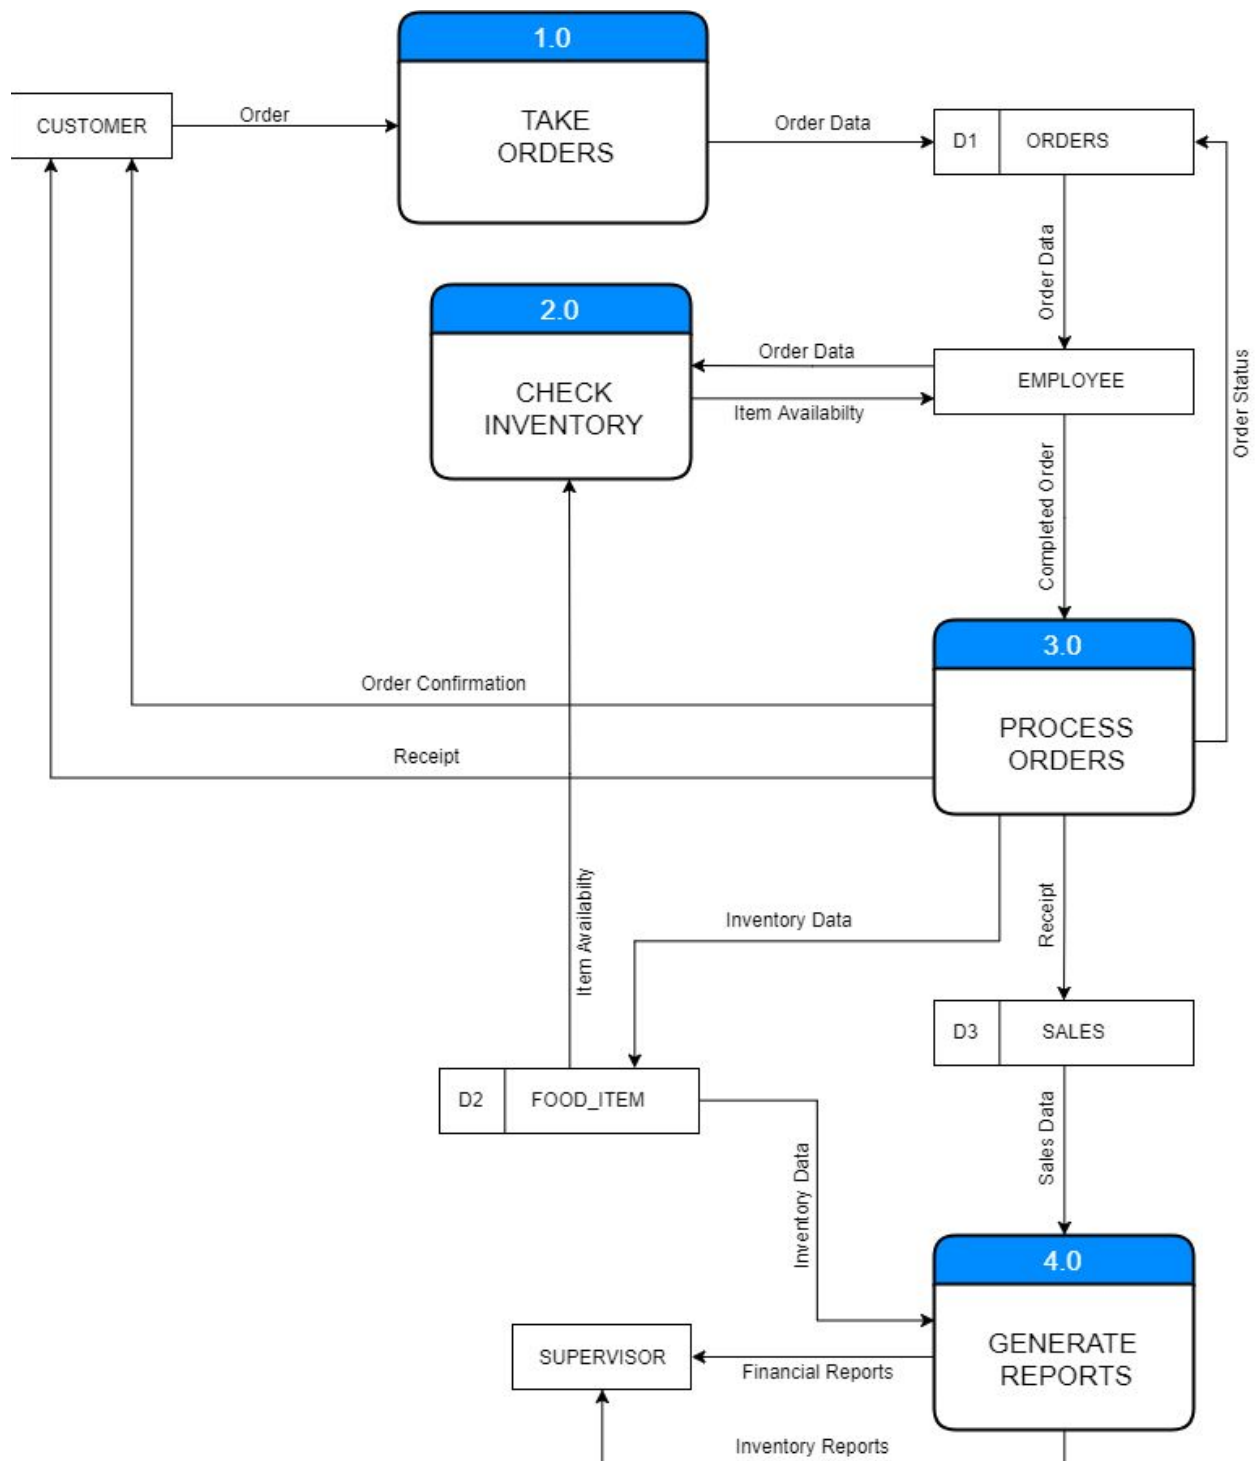 1.0
TAKE
ORDERS
CUSTOMER
Order
Order Data
D1
ORDERS
Order Data
2.0
CHECK
INVENTORY
Order Data
Item Availabilty
EMPLOYEE
Order Status
Completed Order
3.0
PROCESS
ORDERS
Order Confirmation
Receipt
Item Availabilty
Inventory Data
Receipt
D3
SALES
D2
FOOD_ITEM
Inventory Data
Sales Data
4.0
GENERATE
REPORTS
SUPERVISOR
Financial Reports
Inventory Reports